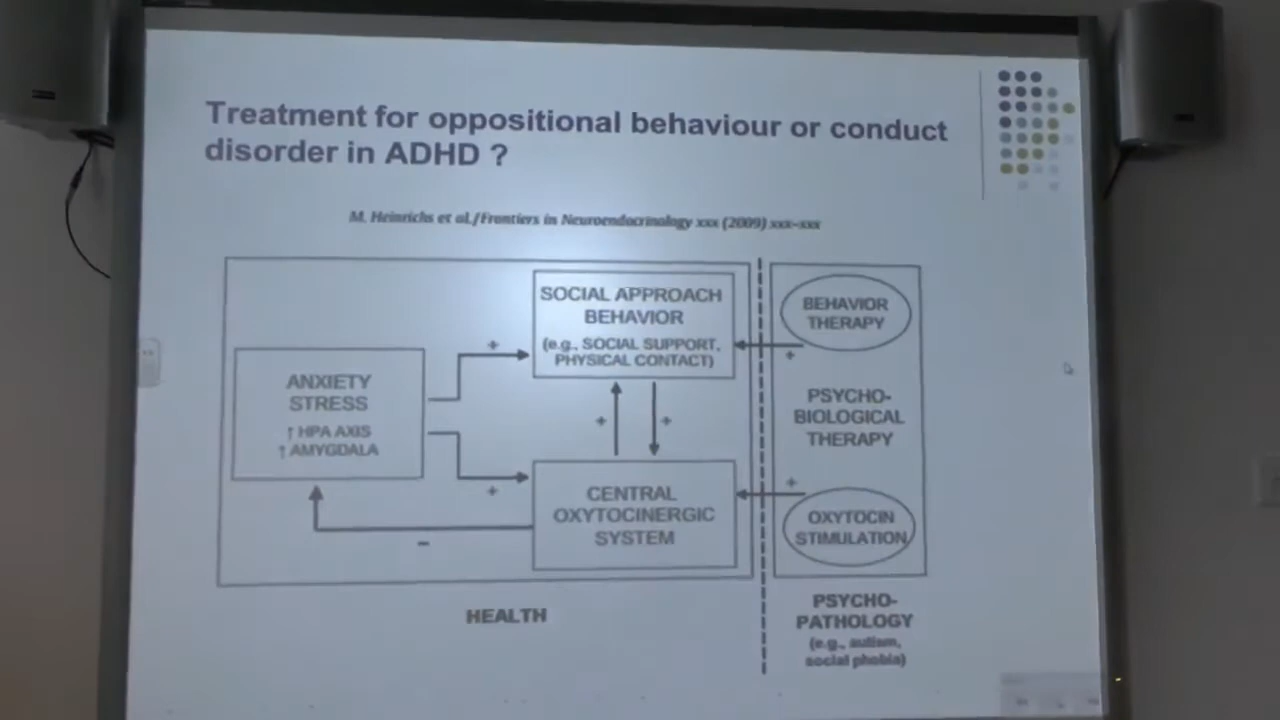 Treatment for oppositional behaviour or conduct
disorder in ADHD ?
M. Heinrichs et al./Frontiers in Neuroendocrinology xxx (2009) xxx–xxx
SOCIAL APPROACH
BEHAVIOR
(e.g., SOCIAL SUPPORT,
PHYSICAL CONTACT)
BEHAVIOR
THERAPY
ANXIETY
STRESS
↑ HPA AXIS
↑ AMYGDALA
+
+
+
+
+
PSYCHO-
BIOLOGICAL
THERAPY
CENTRAL
OXYTOCINERGIC
SYSTEM
+
OXYTOCIN
STIMULATION
–
HEALTH
PSYCHO-
PATHOLOGY
(e.g., autism,
social phobia)